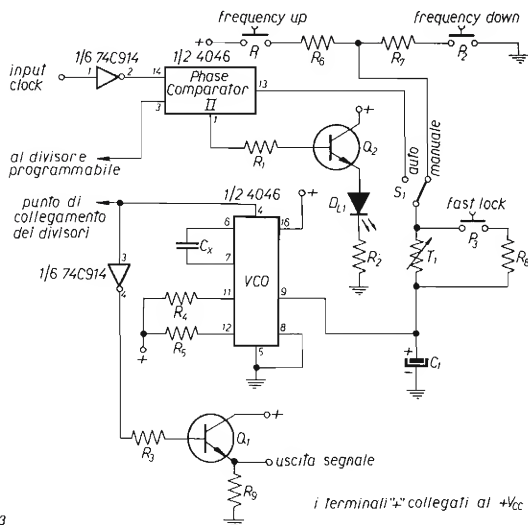 frequency up
frequency down
+
P1
R6
R7
P2
1/6 74C914
input
clock
1
2
1/2 4046
14
Phase
Comparator
II
13
3
1
al divisore
programmabile
R1
Q2
+
DL1
R2
auto
manuale
S1
fast lock
P3
T1
R8
punto di
collegamento
dei divisori
1/2 4046
4
16
+
6
7
Cx
VCO
1/6 74C914
3
4
R4
11
9
R5
12
8
+
5
+
C1
-
R3
Q1
+
uscita segnale
R9
i terminali "+" collegati al +Vcc
3